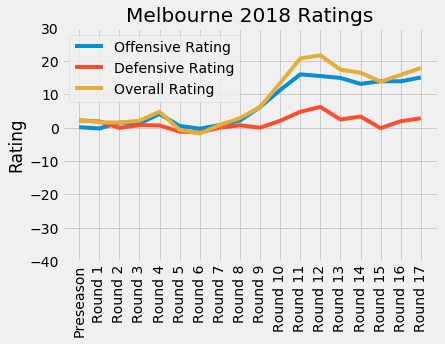 Melbourne 2018 Ratings
Offensive Rating
Defensive Rating
Overall Rating
Rating
30
20
10
0
−10
−20
−30
−40
Preseason
Round 1
Round 2
Round 3
Round 4
Round 5
Round 6
Round 7
Round 8
Round 9
Round 10
Round 11
Round 12
Round 13
Round 14
Round 15
Round 16
Round 17